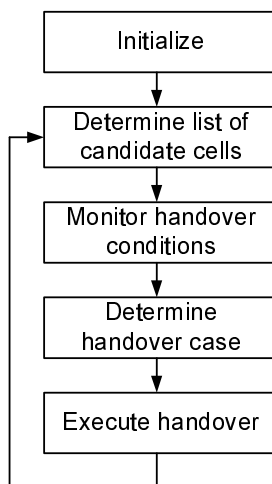 Initialize
Determine list of
candidate cells
Monitor handover
conditions
Determine
handover case
Execute handover